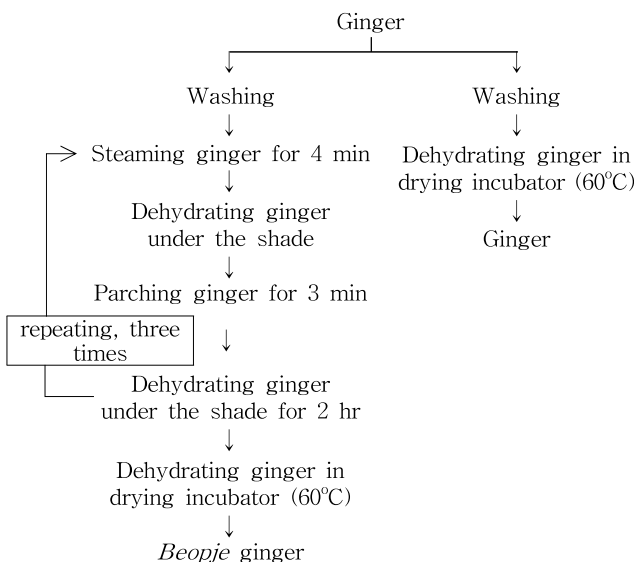 Ginger
Washing
Steaming ginger for 4 min
Dehydrating ginger
under the shade
Parching ginger for 3 min
repeating, three
times
Dehydrating ginger
under the shade for 2 hr
Dehydrating ginger in
drying incubator (60°C)
Beopje ginger
Washing
Dehydrating ginger in
drying incubator (60°C)
Ginger